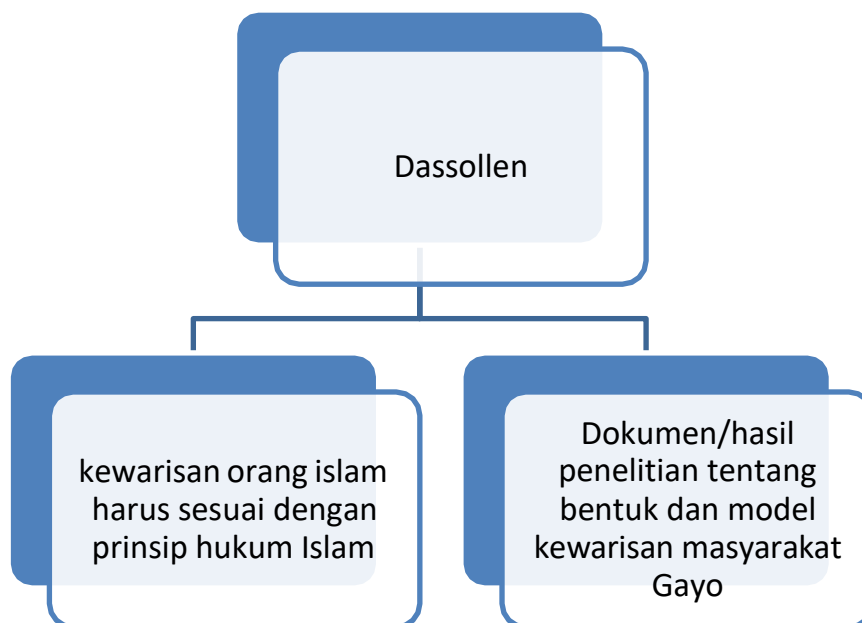 Dassollen
kewarisan orang islam
harus sesuai dengan
prinsip hukum Islam
Dokumen/hasil
penelitian tentang
bentuk dan model
kewarisan masyarakat
Gayo